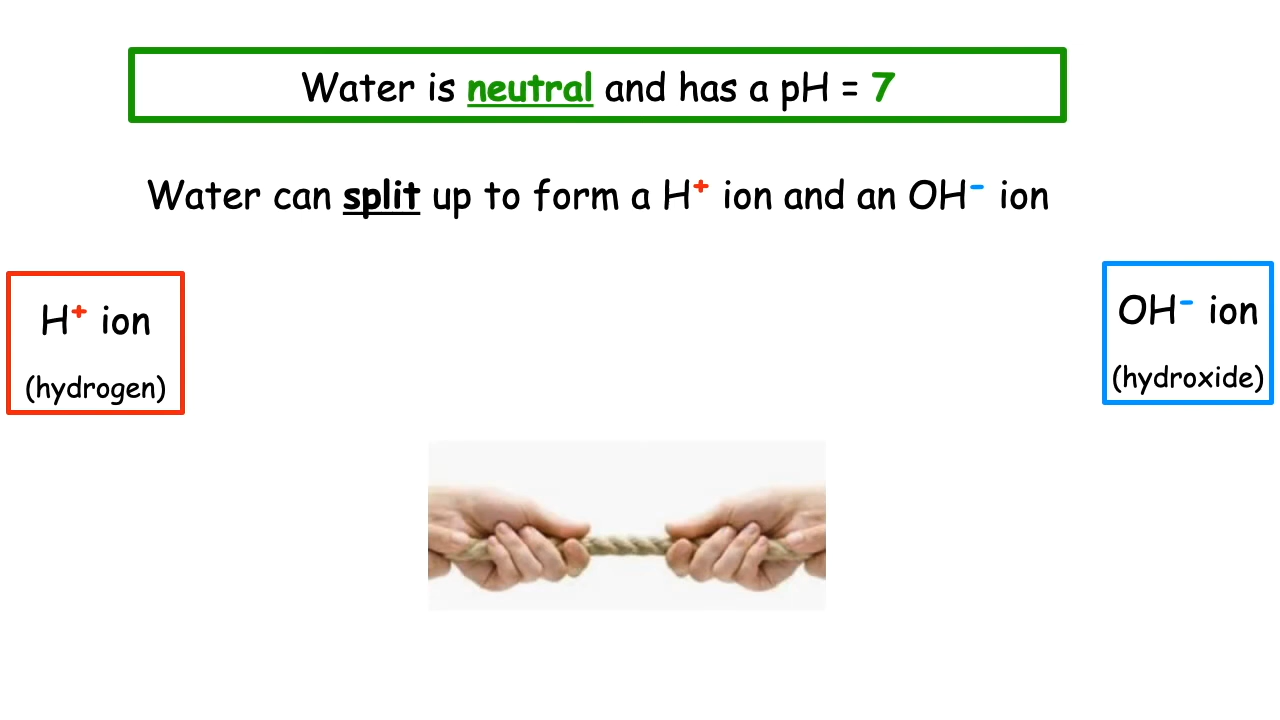 Water is neutral and has a pH = 7
Water can split up to form a H⁺ ion and an OH⁻ ion
H⁺ ion
(hydrogen)
OH⁻ ion
(hydroxide)